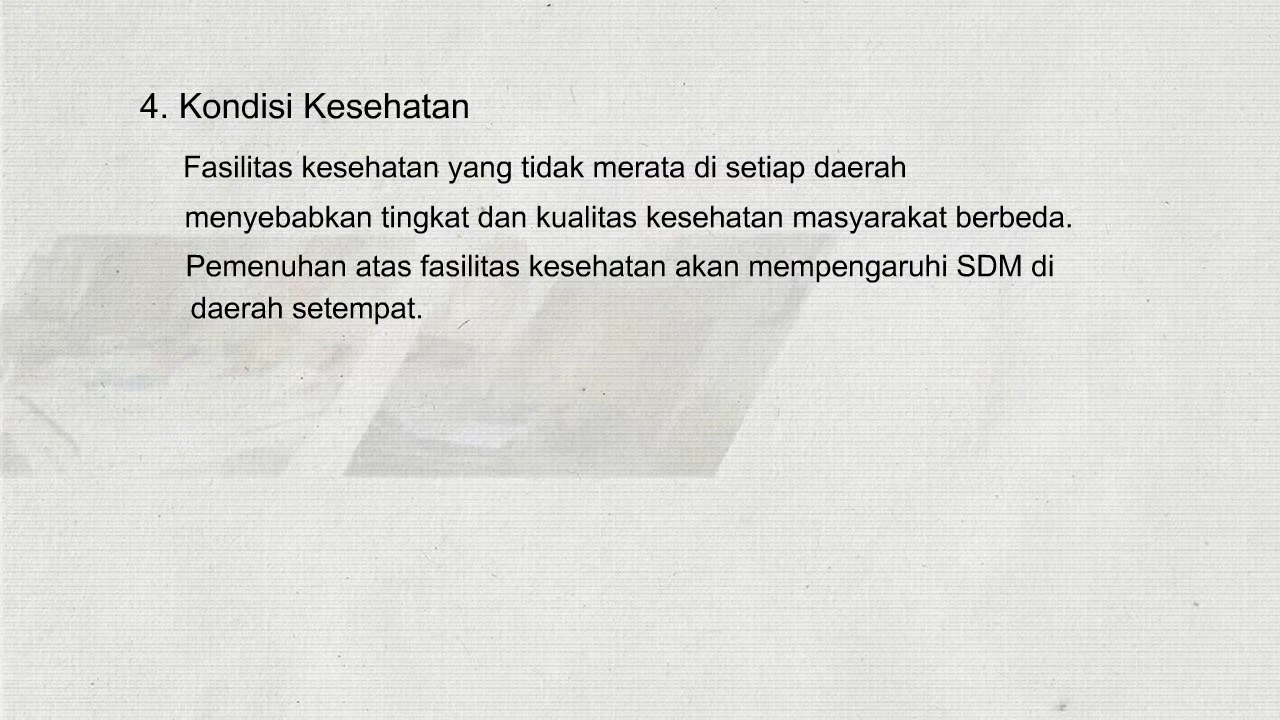 4. Kondisi Kesehatan
Fasilitas kesehatan yang tidak merata di setiap daerah
menyebabkan tingkat dan kualitas kesehatan masyarakat berbeda.
Pemenuhan atas fasilitas kesehatan akan mempengaruhi SDM di
daerah setempat.